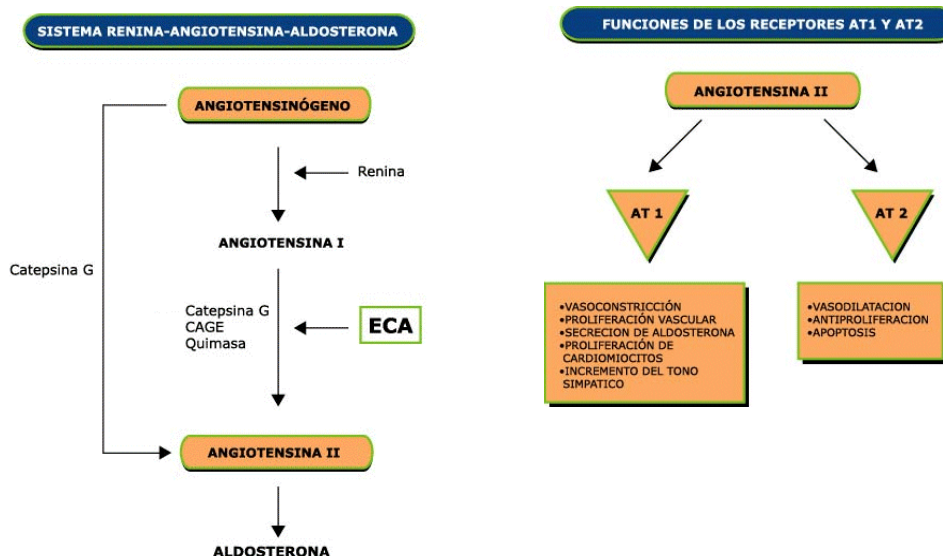 SISTEMA RENINA-ANGIOTENSINA-ALDOSTERONA
ANGIOTENSINÓGENO
Renina
ANGIOTENSINA I
Catepsina G
Catepsina G
CAGE
Quimasa
ECA
ANGIOTENSINA II
ALDOSTERONA
FUNCIONES DE LOS RECEPTORES AT1 Y AT2
ANGIOTENSINA II
AT 1
AT 2
•VASOCONSTRICCIÓN
•PROLIFERACIÓN VASCULAR
•SECRECION DE ALDOSTERONA
•PROLIFERACIÓN DE
CARDIOMIOCITOS
•INCREMENTO DEL TONO
SIMPATICO
•VASODILATACION
•ANTIPROLIFERACION
•APOPTOSIS